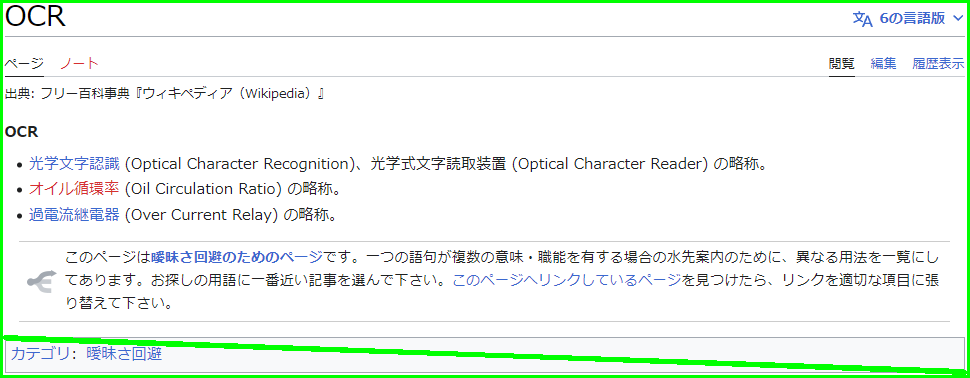 OCR
6の言語版
ページ ノート 閲覧 編集 履歴表示
出典: フリー百科事典『ウィキペディア（Wikipedia）』
OCR
• 光学文字認識 (Optical Character Recognition)、光学式文字読取装置 (Optical Character Reader) の略称。
• オイル循環率 (Oil Circulation Ratio) の略称。
• 過電流継電器 (Over Current Relay) の略称。
このページは曖昧さ回避のためのページです。一つの語句が複数の意味・職能を有する場合の水先案内のために、異なる用法を一覧にし
てあります。お探しの用語に一番近い記事を選んで下さい。このページへリンクしているページを見つけたら、リンクを適切な項目に張
り替えて下さい。
カテゴリ: 曖昧さ回避